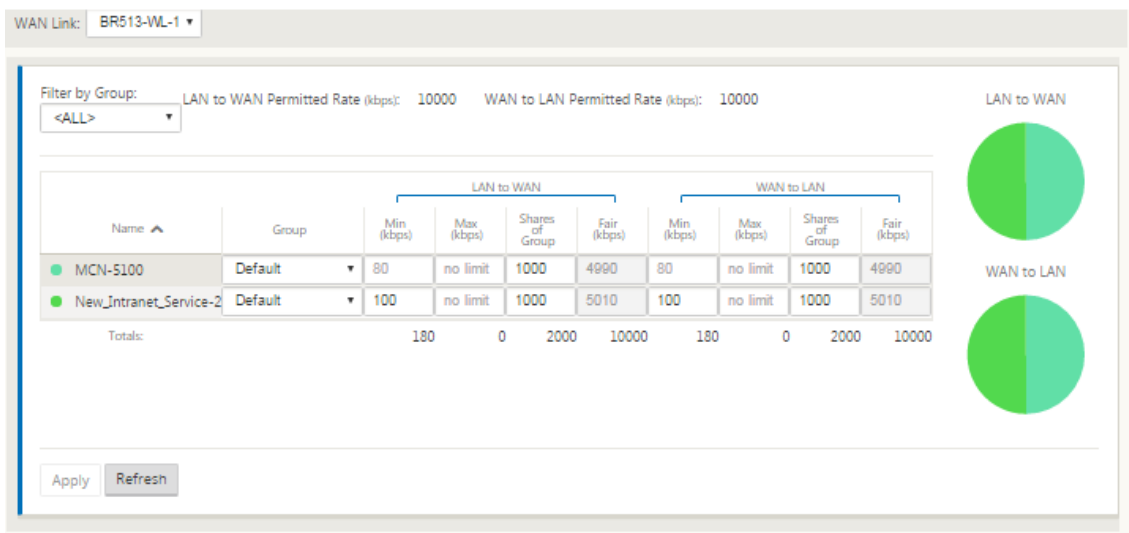 WAN Link: BR513-WL-1
Filter by Group:
<ALL>
LAN to WAN Permitted Rate (kbps): 10000 WAN to LAN Permitted Rate (kbps): 10000
LAN to WAN
LAN to WAN WAN to LAN
Name Group Min (kbps) Max (kbps) Shares of Group Fair (kbps) Min (kbps) Max (kbps) Shares of Group Fair (kbps)
MCN-5100 Default 80 no limit 1000 4990 80 no limit 1000 4990
New_Intranet_Service-2 Default 100 no limit 1000 5010 100 no limit 1000 5010
Totals: 180 0 2000 10000 180 0 2000 10000
WAN to LAN
Apply Refresh